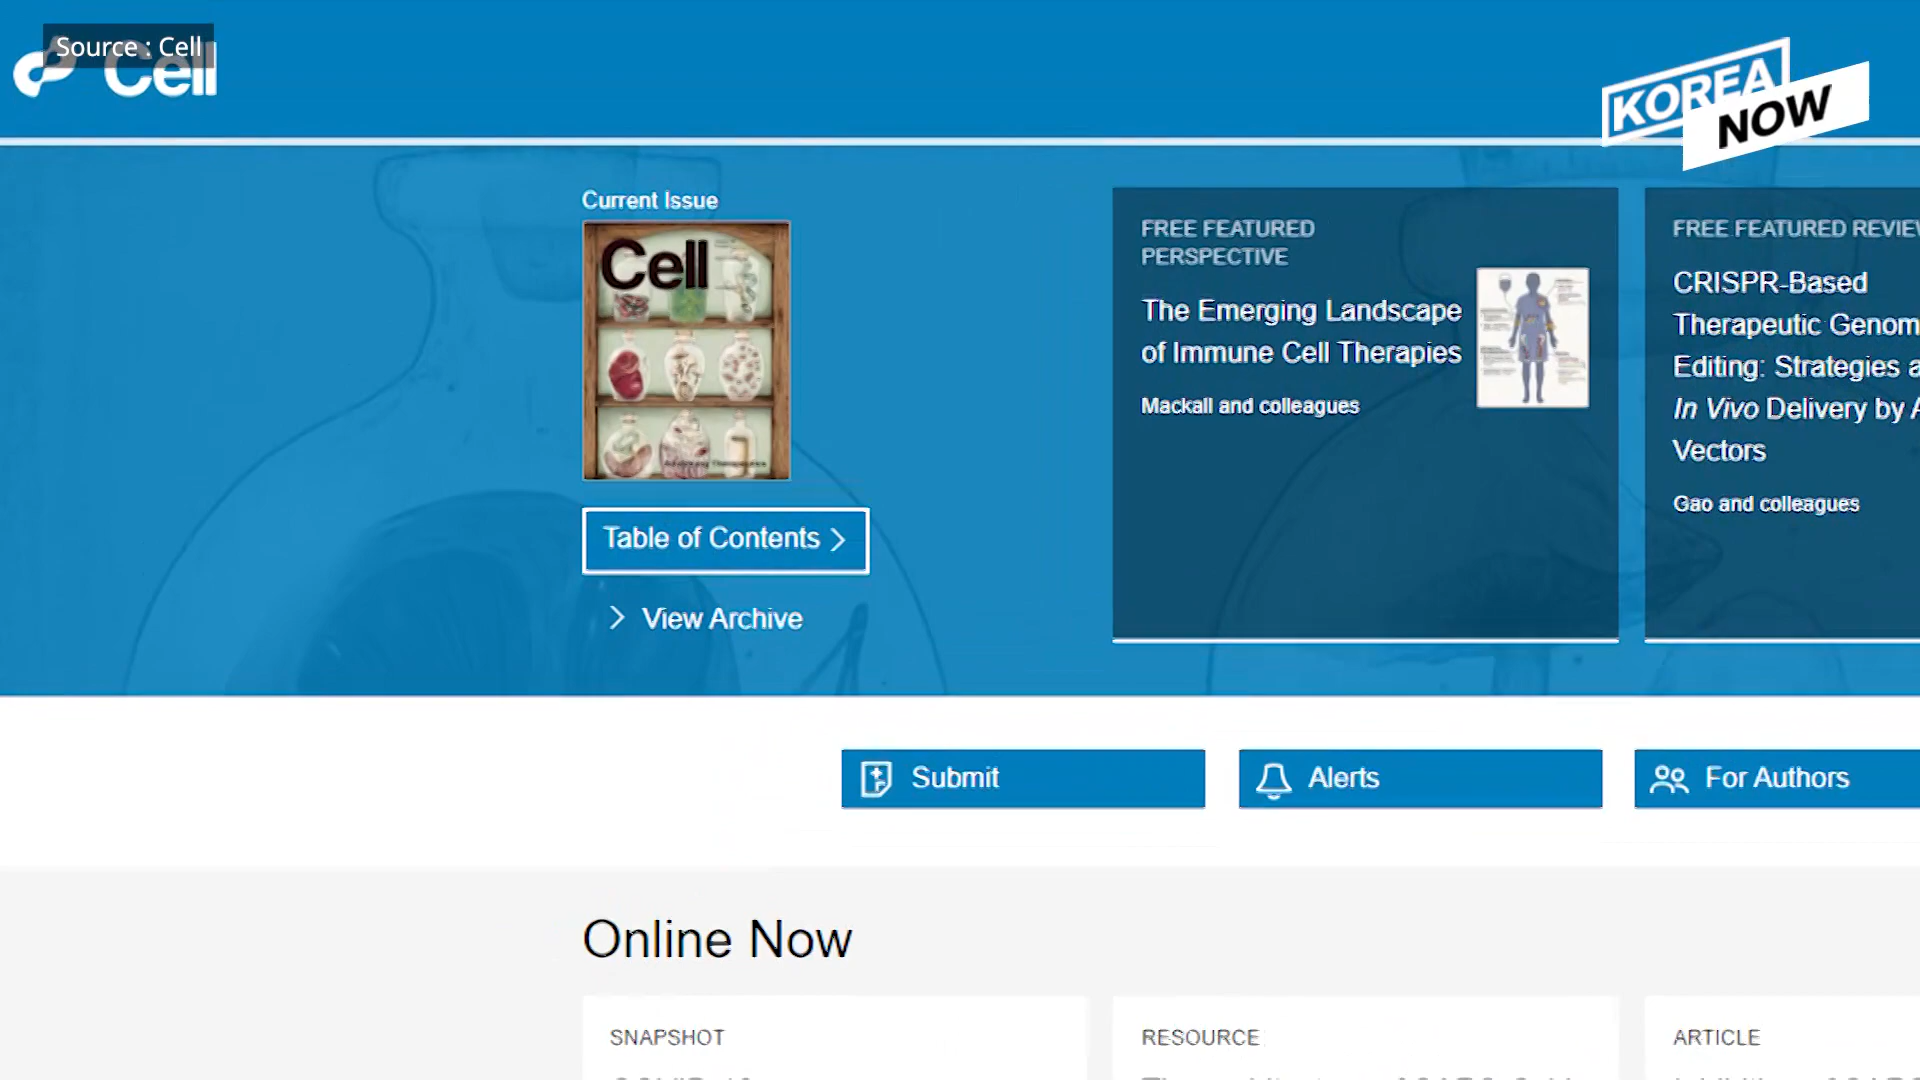 Source : Cell
Cell
KOREA
NOW
Current Issue
Cell
Table of Contents
View Archive
FREE FEATURED
PERSPECTIVE
The Emerging Landscape
of Immune Cell Therapies
Mackall and colleagues
FREE FEATURED
CRISPR-Based
Therapeutic
Editing: Strategies
In Vivo Delivery by
Vectors
Gao and colleagues
Submit
Alerts
For Authors
Online Now
SNAPSHOT
RESOURCE
ARTICLE